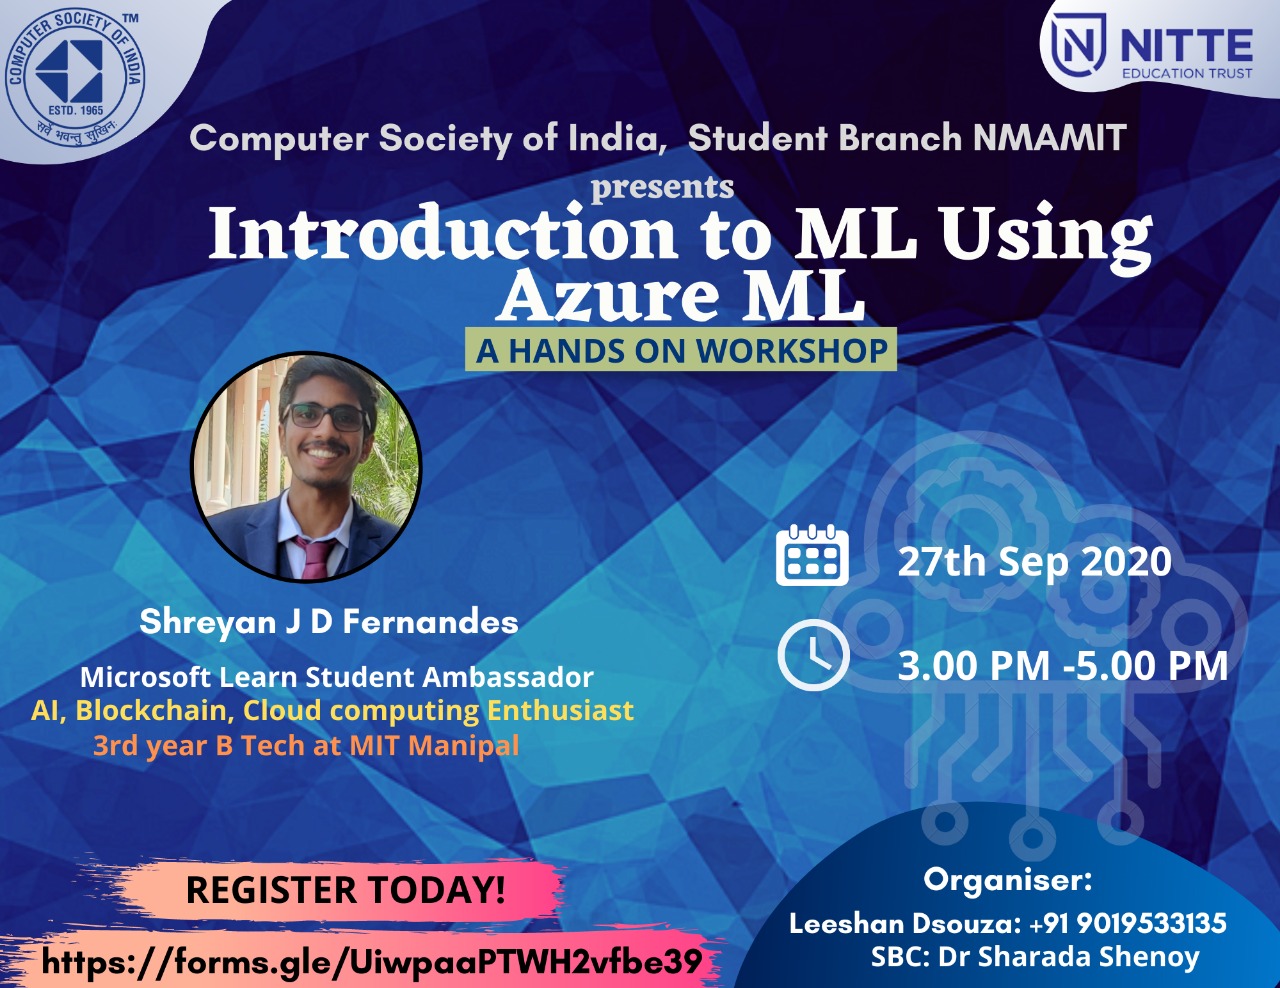 COMPUTER SOCIETY OF INDIA
TM
ESTD. 1965
सर्वे भवन्तु सुखिनः
NITTE
EDUCATION TRUST
Computer Society of India, Student Branch NMAMIT
presents
Introduction to ML Using
Azure ML
A HANDS ON WORKSHOP
27th Sep 2020
3.00 PM -5.00 PM
Shreyan J D Fernandes
Microsoft Learn Student Ambassador
AI, Blockchain, Cloud computing Enthusiast
3rd year B Tech at MIT Manipal
REGISTER TODAY!
https://forms.gle/UiwpaaPTWH2vfbe39
Organiser:
Leeshan Dsouza: +91 9019533135
SBC: Dr Sharada Shenoy